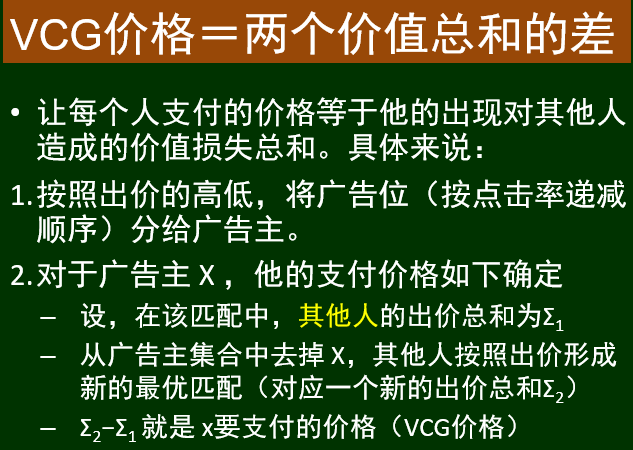 VCG价格＝两个价值总和的差
• 让每个人支付的价格等于他的出现对其他人
造成的价值损失总和。具体来说：
1.按照出价的高低，将广告位（按点击率递减
顺序）分给广告主。
2.对于广告主 X ，他的支付价格如下确定
– 设，在该匹配中，其他人的出价总和为Σ₁
– 从广告主集合中去掉 X，其他人按照出价形成
新的最优匹配（对应一个新的出价总和Σ₂）
– Σ₂−Σ₁ 就是 x要支付的价格（VCG价格）